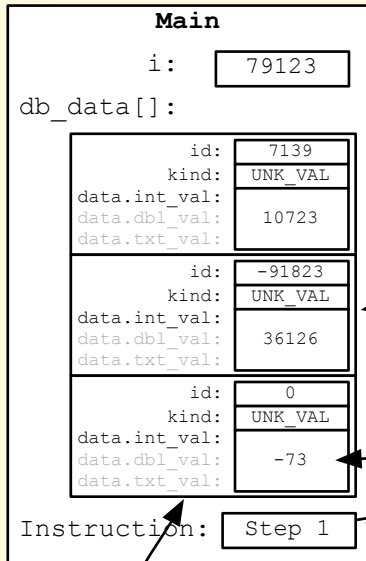 Main
i: 79123
db_data[]:
id: 7139
kind: UNK_VAL
data.int_val:
data.dbl_val: 10723
data.txt_val:
id: -91823
kind: UNK_VAL
data.int_val:
data.dbl_val: 36126
data.txt_val:
id: 0
kind: UNK_VAL
data.int_val:
data.dbl_val: -73
data.txt_val:
Instruction: Step 1